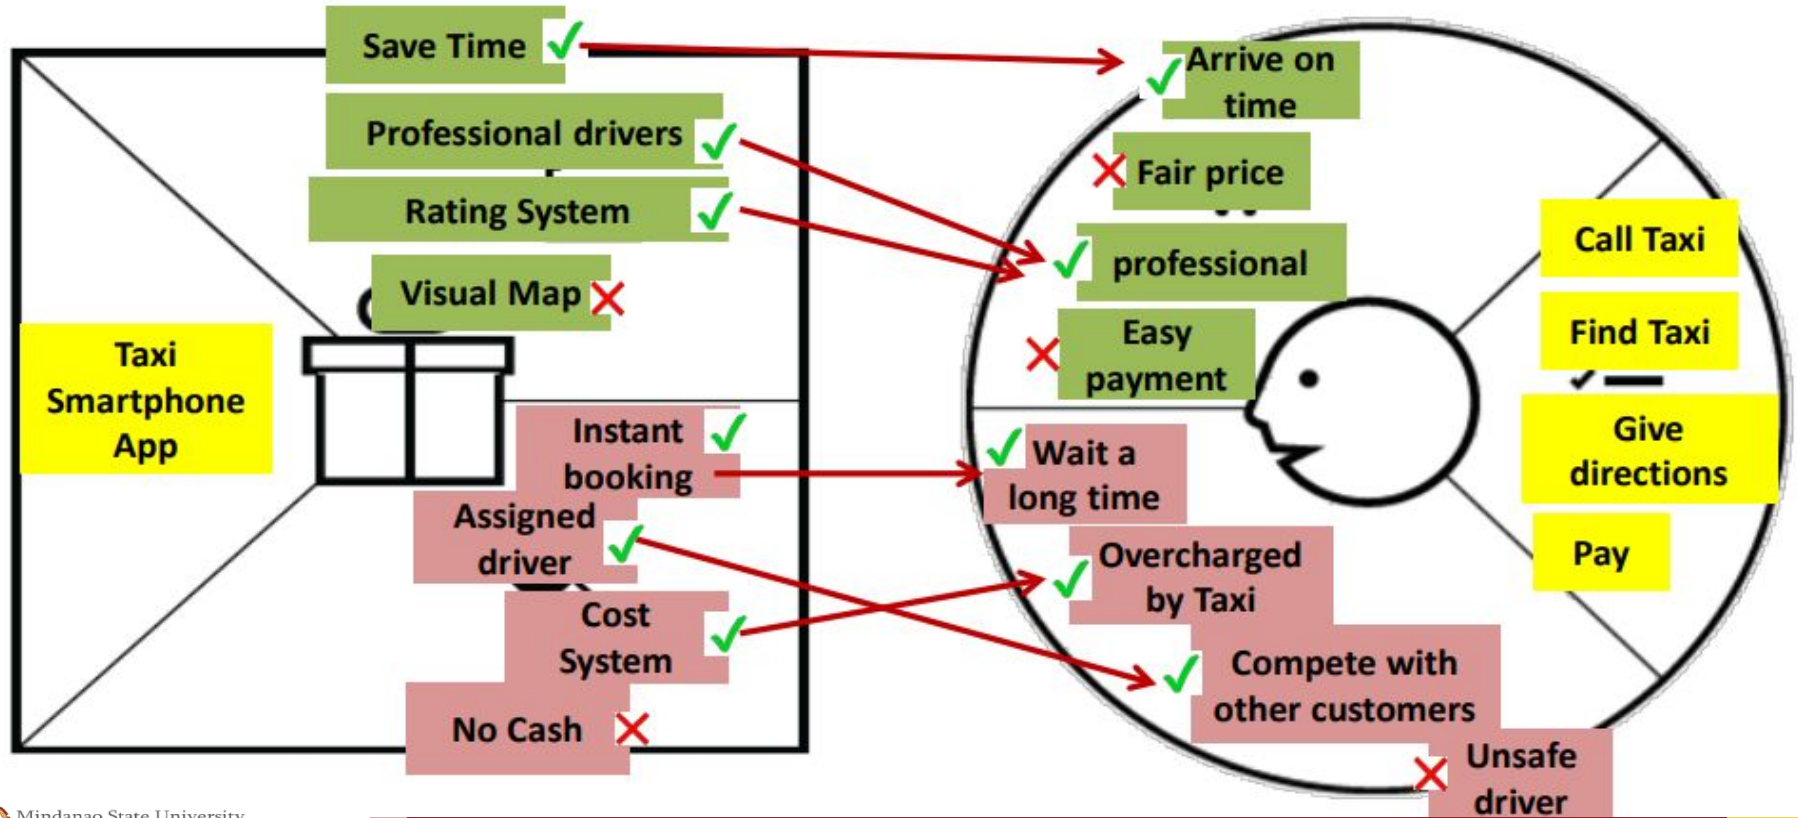 Save Time
Professional drivers
Rating System
Visual Map
Taxi
Smartphone
App
Instant
booking
Assigned
driver
Cost
System
No Cash
Arrive on
time
Fair price
professional
Easy
payment
Wait a
long time
Overcharged
by Taxi
Compete with
other customers
Unsafe
driver
Call Taxi
Find Taxi
Give
directions
Pay
Mindanao State University